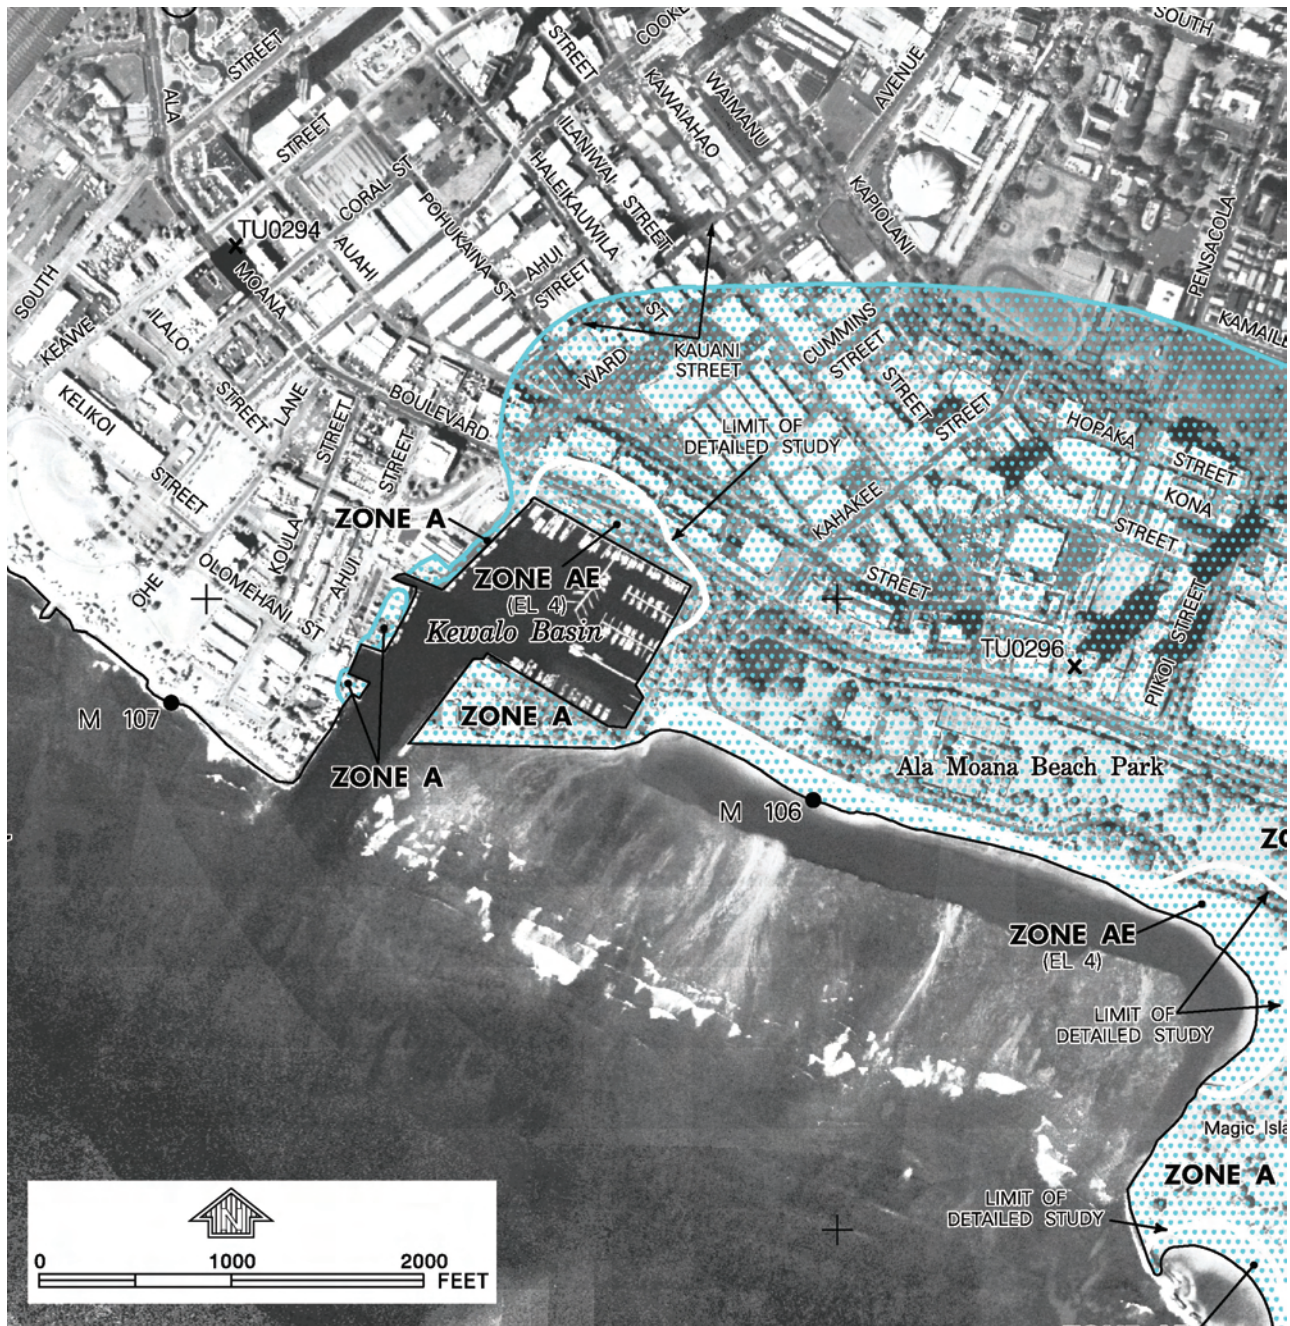 SOUTH
COOKE
STREET
STREET
ALA
AVENUE
WAIMANU
KAWAIAHAO
STREET
ILANIWAI
STREET
HALEIKAUWILA
STREET
KAPIOLANI
PENSACOLA
KAMAILE
CORAL ST
POHUKAINA ST
AUAHI
AHUI
TU0294
MOANA
SOUTH
KEAWE
ILALO
STREET
LANE
STREET
BOULEVARD
STREET
KELIKOI
STREET
ST
KAUANI
STREET
WARD
CUMMINS
STREET
STREET
STREET
HOPAKA
STREET
KONA
STREET
LIMIT OF
DETAILED STUDY
KAHAKEE
STREET
ZONE A
ZONE AE
(EL 4)
Kewalo Basin
KOULA
AHUI
OLOMEHANI ST
OHE
TU0296
PIIKOI STREET
ZONE A
M 107
ZONE A
Ala Moana Beach Park
M 106
ZONE AE
(EL 4)
LIMIT OF
DETAILED STUDY
ZONE A
LIMIT OF
DETAILED STUDY
N
0 1000 2000
FEET